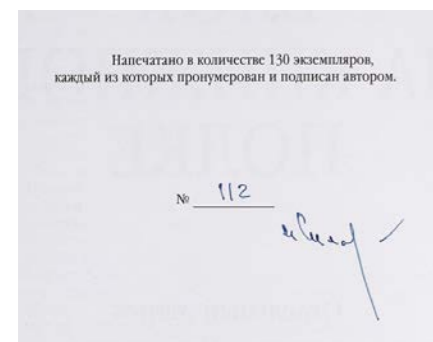 Напечатано в количестве 130 экземпляров,
каждый из которых пронумерован и подписан автором.
№ 112